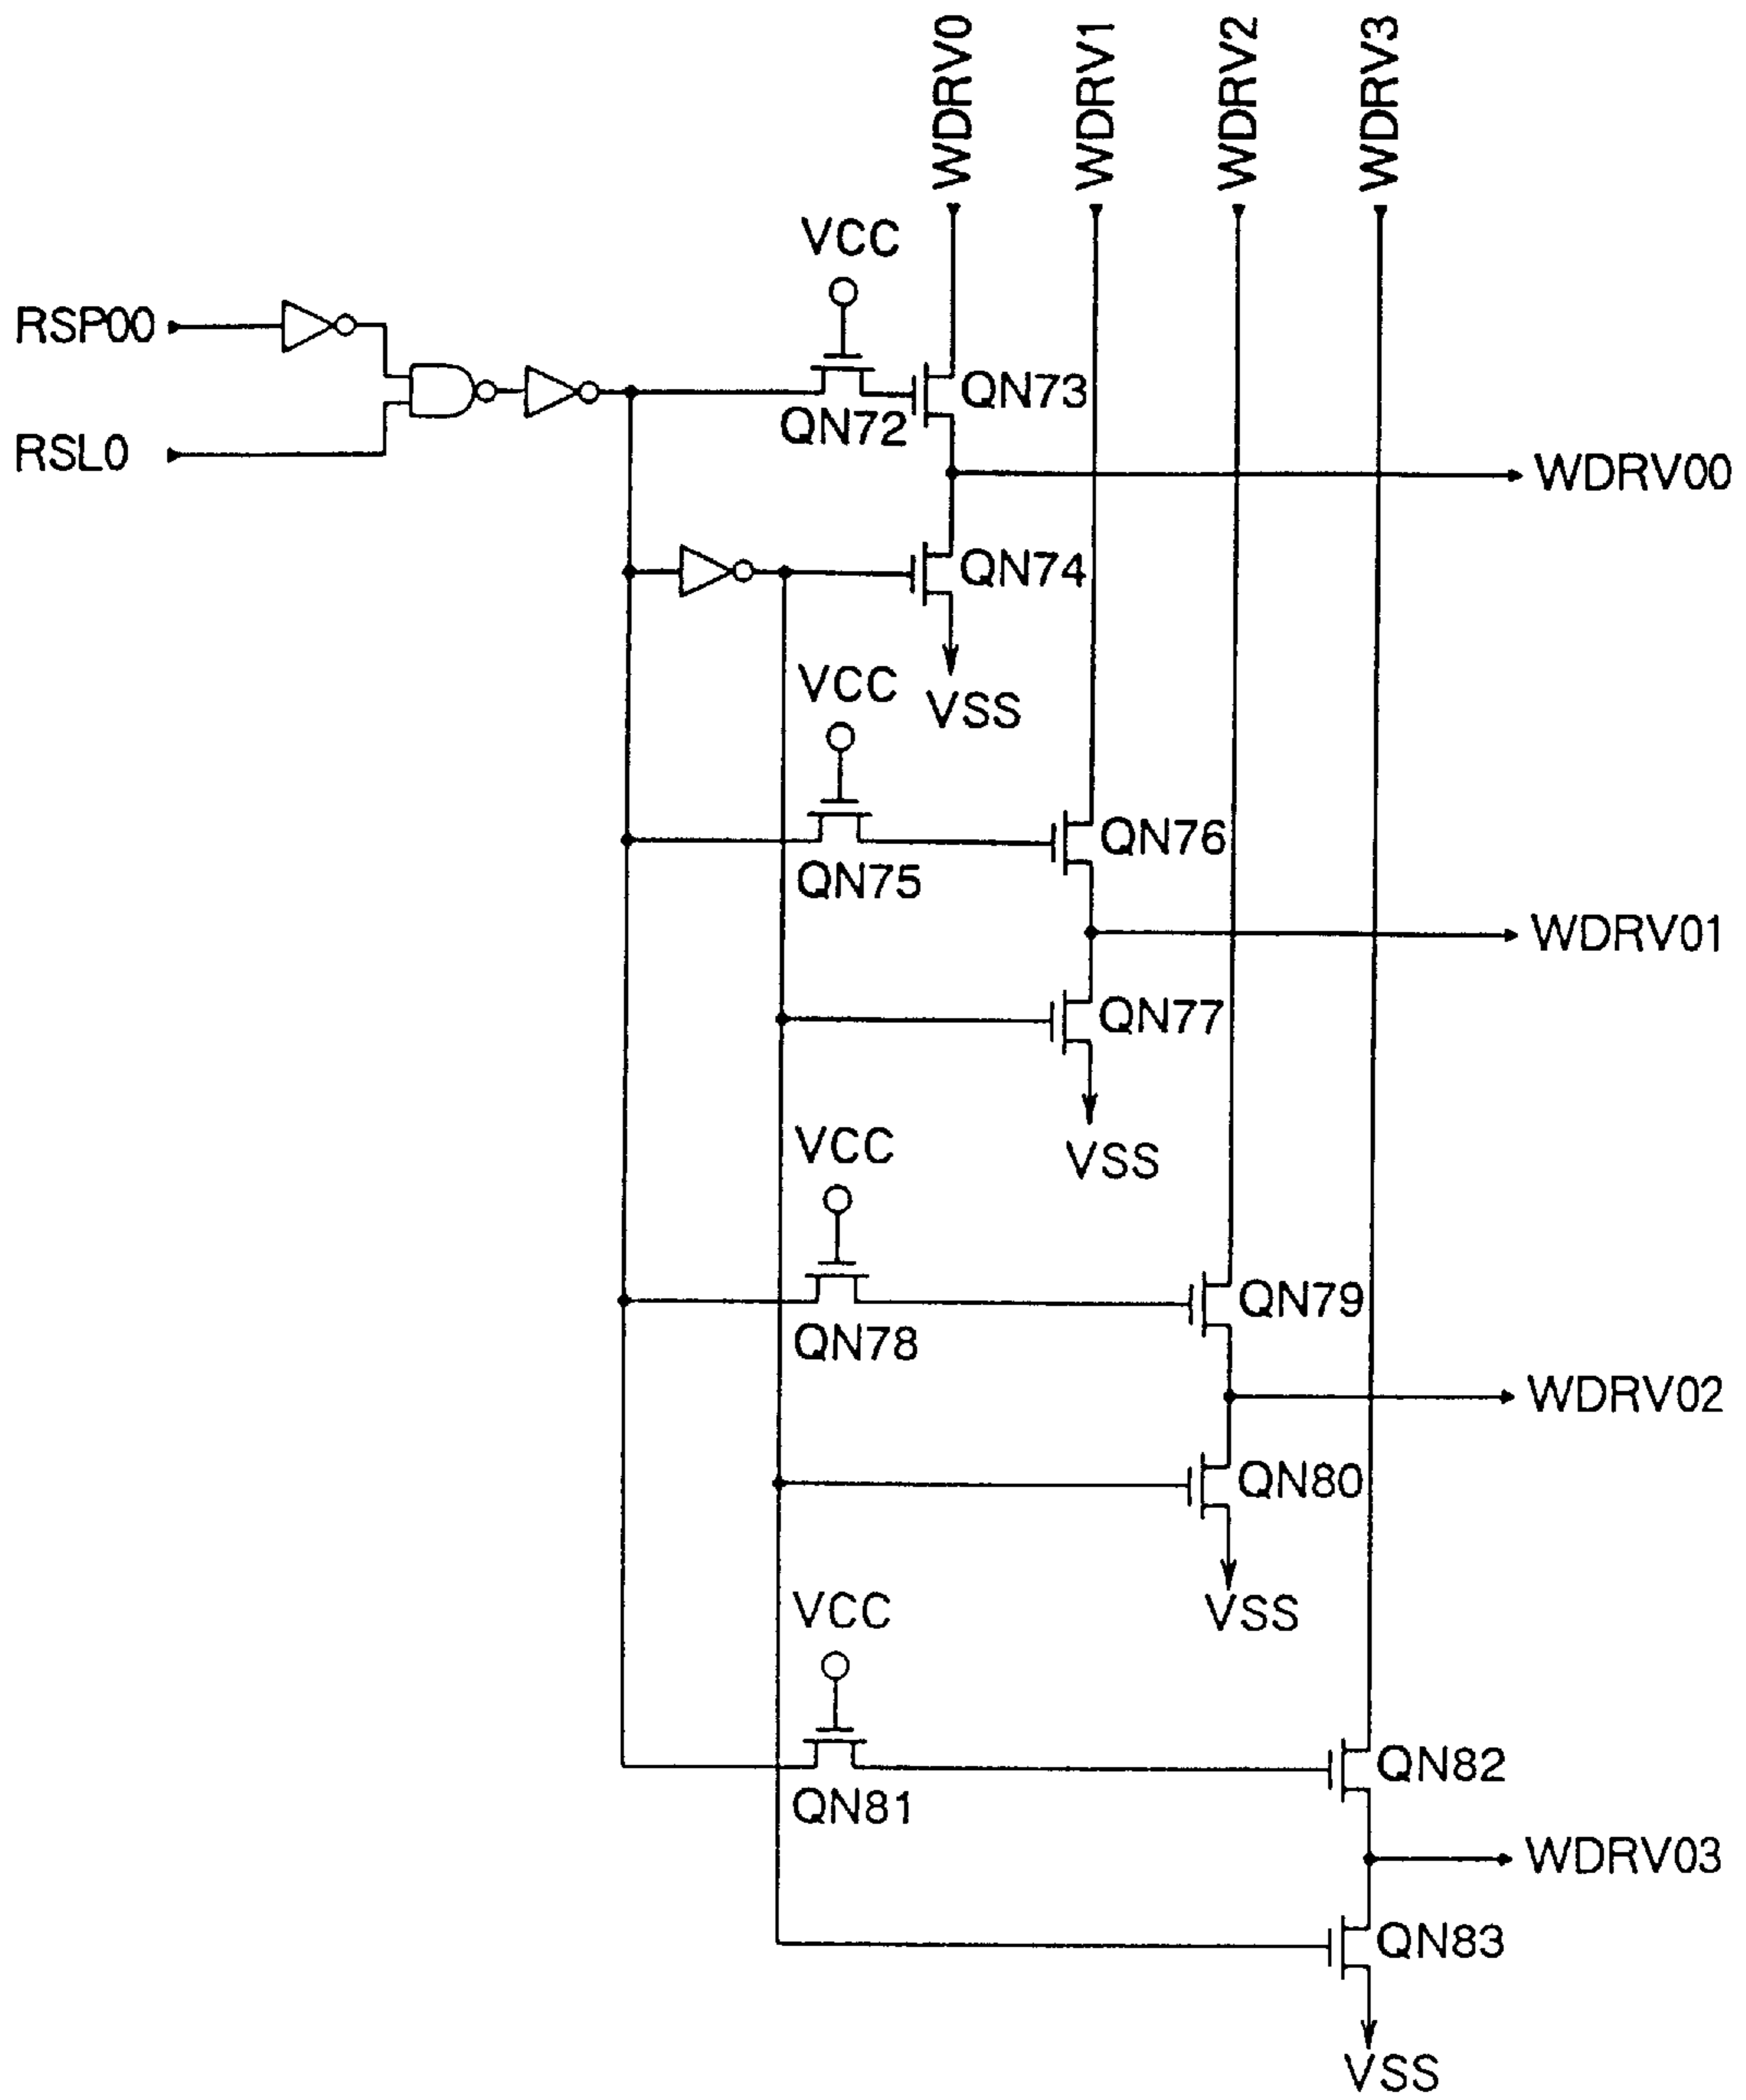 WDRV0
WDRV1
WDRV2
WDRV3
VCC
RSP00
QN73
QN72
RSL0
WDRV00
QN74
VCC
VSS
QN76
QN75
WDRV01
QN77
VCC
VSS
QN79
QN78
WDRV02
QN80
VCC
VSS
QN82
QN81
WDRV03
QN83
VSS